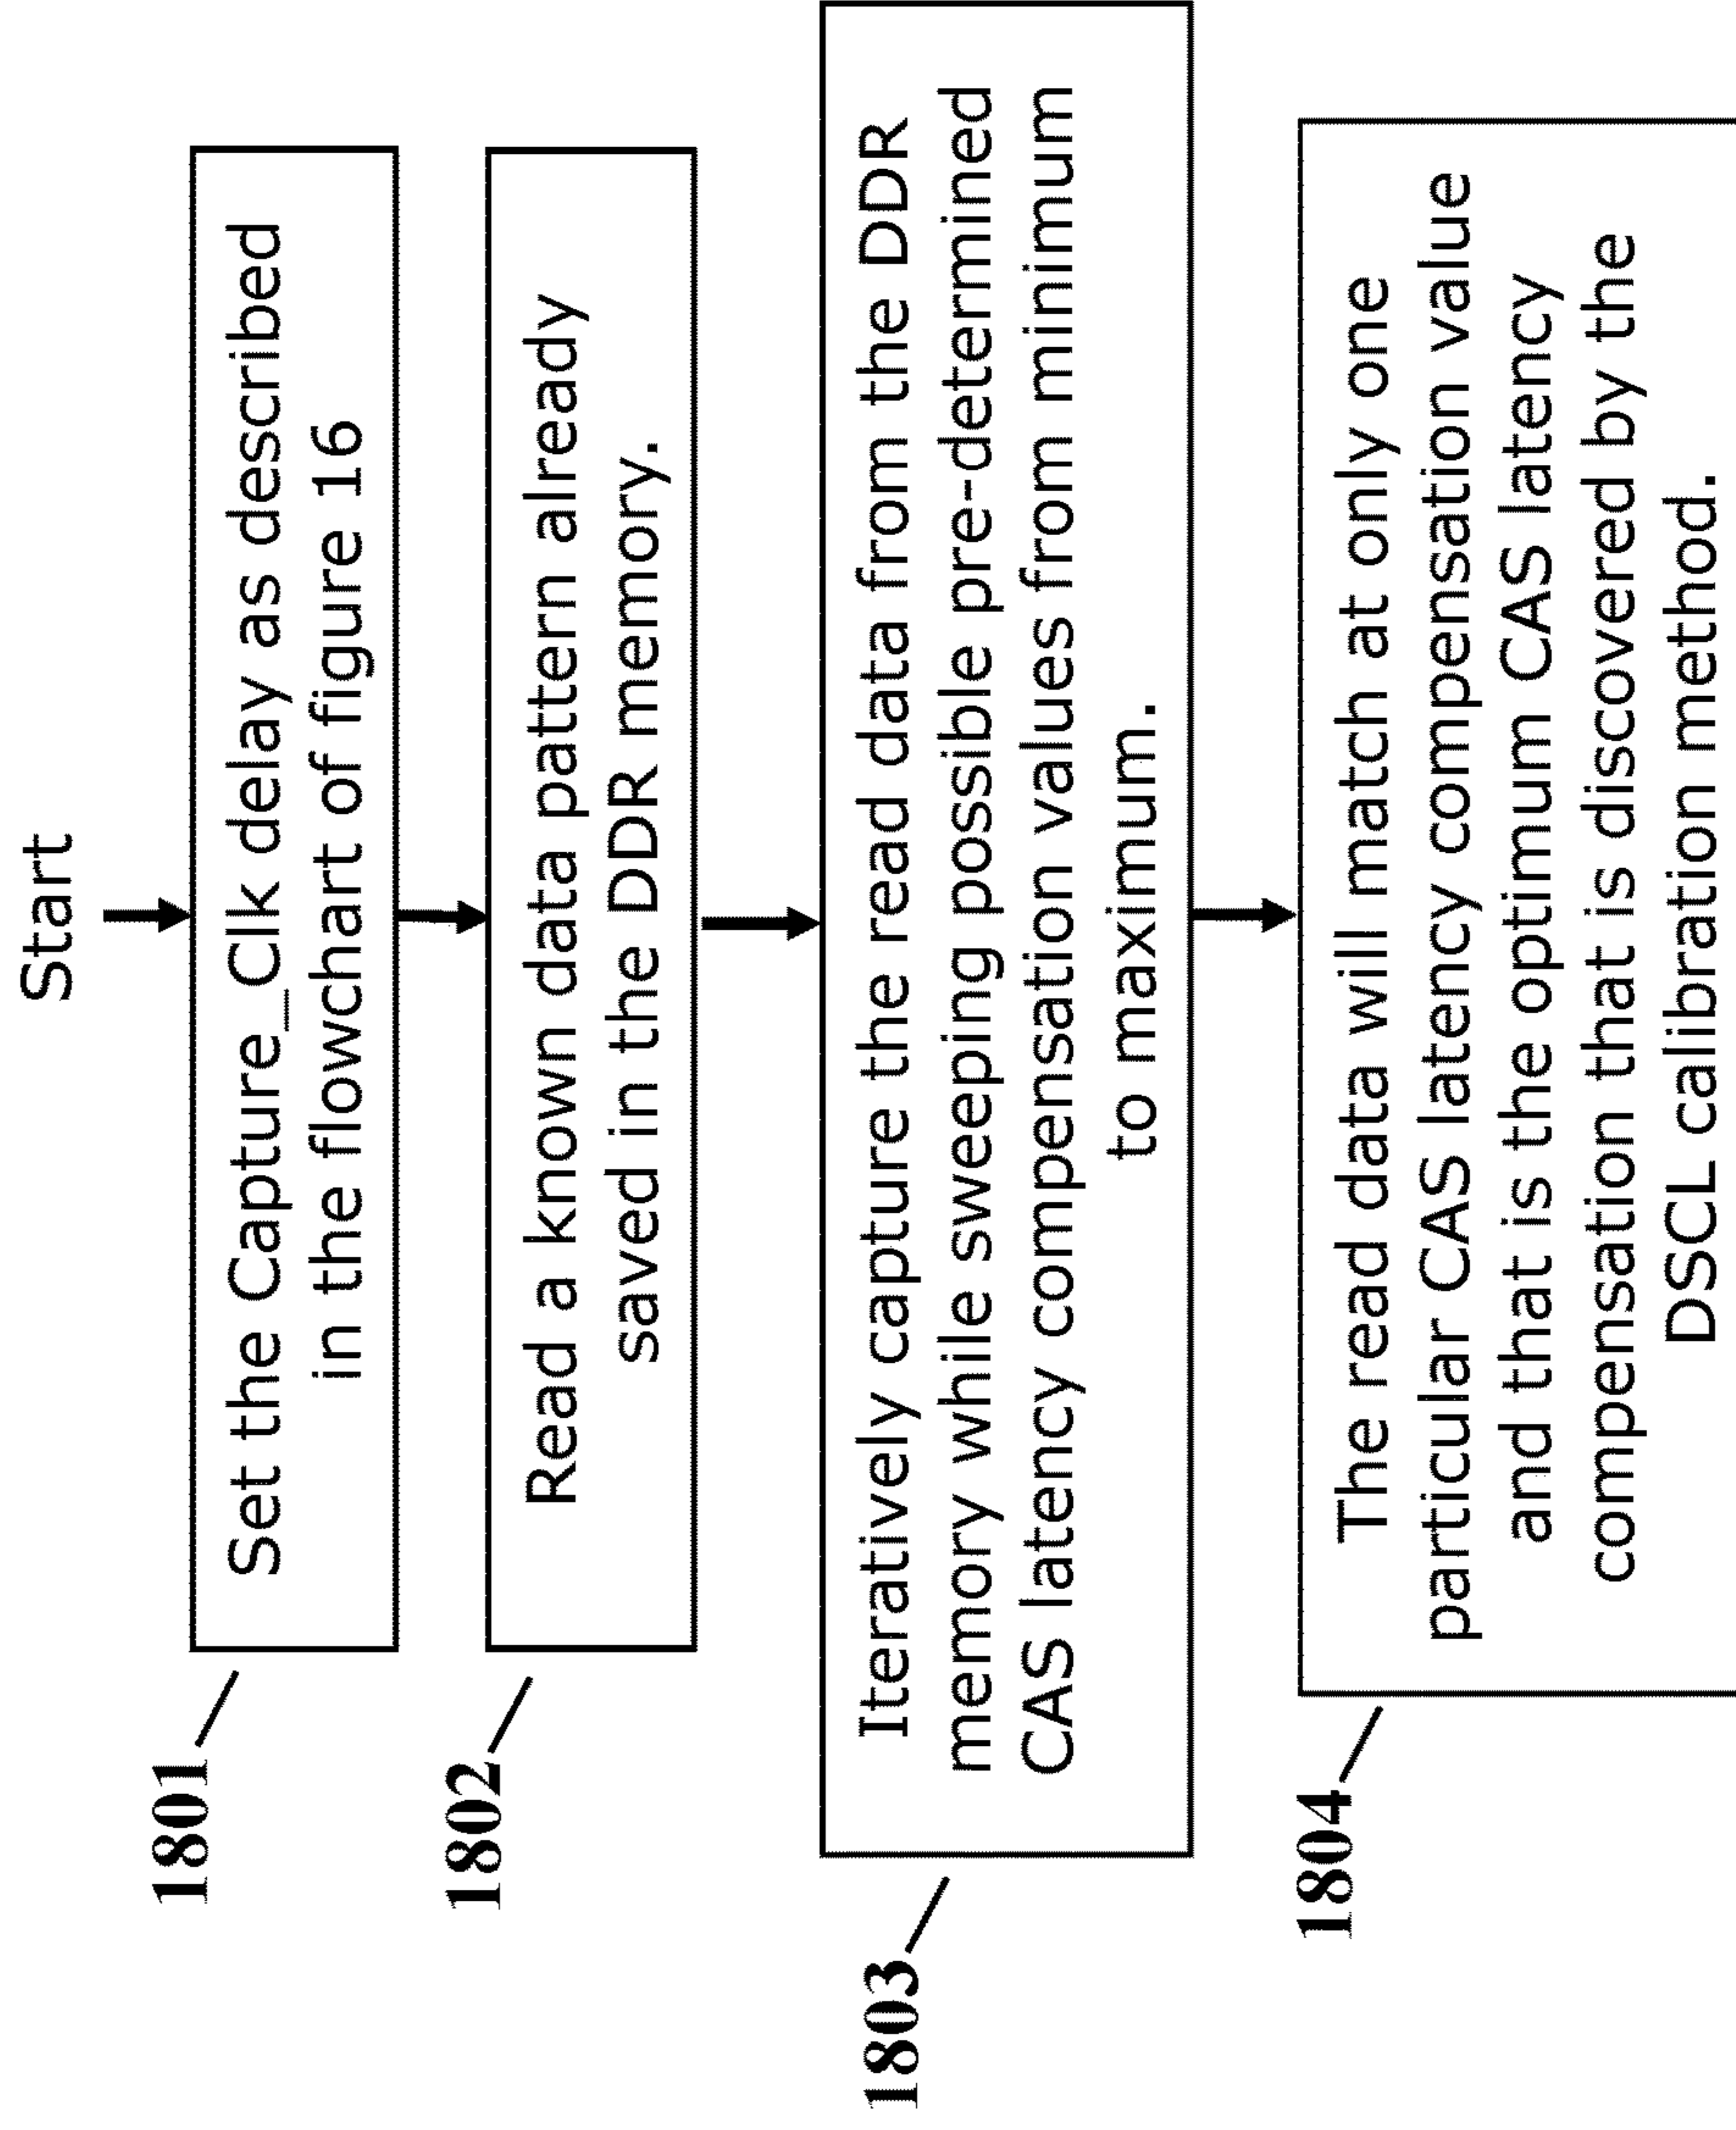 Start
1801
Set the Capture_Clk delay as described
in the flowchart of figure 16
1802
Read a known data pattern already
saved in the DDR memory.
1803
Iteratively capture the read data from the DDR
memory while sweeping possible pre-determined
CAS latency compensation values from minimum
to maximum.
1804
The read data will match at only one
particular CAS latency compensation value
and that is the optimum CAS latency
compensation that is discovered by the
DSCL calibration method.